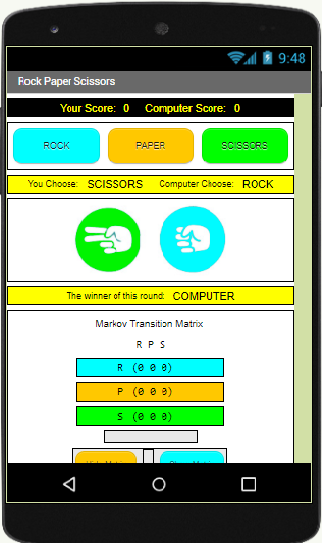 9:48
Rock Paper Scissors
Your Score: 0 Computer Score: 0
ROCK PAPER SCISSORS
You Choose: SCISSORS Computer Choose: ROCK
The winner of this round: COMPUTER
Markov Transition Matrix
R P S
R (0 0 0)
P (0 0 0)
S (0 0 0)